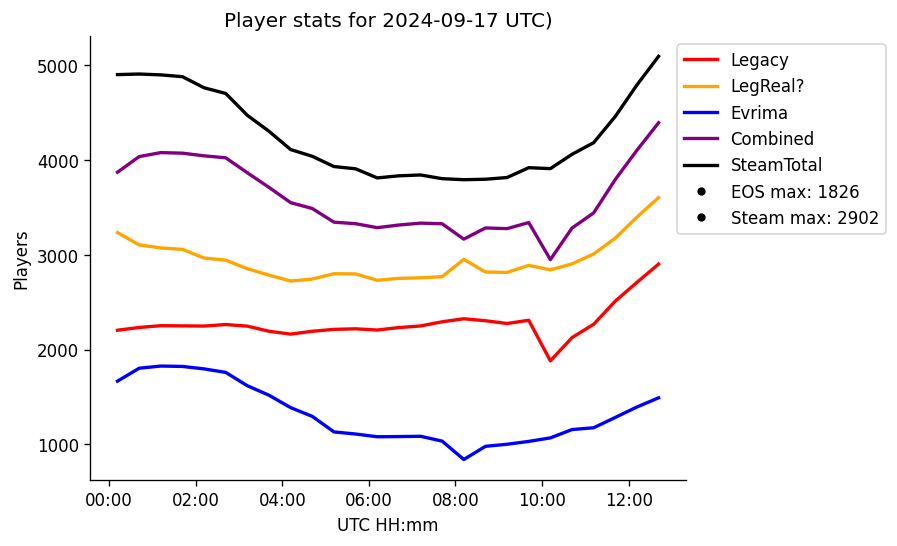 Player stats for 2024-09-17 UTC)
Players
5000
4000
3000
2000
1000
00:00 02:00 04:00 06:00 08:00 10:00 12:00
UTC HH:mm
Legacy
LegReal?
Evrima
Combined
SteamTotal
EOS max: 1826
Steam max: 2902